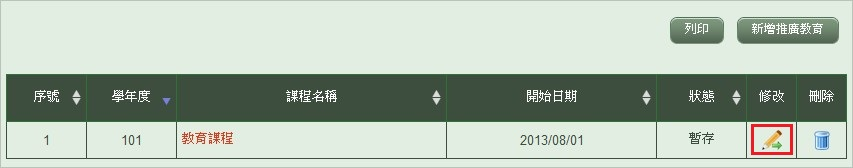 列印 新增推廣教育
序號 學年度 課程名稱 開始日期 狀態 修改 刪除
1 101 教育課程 2013/08/01 暫存